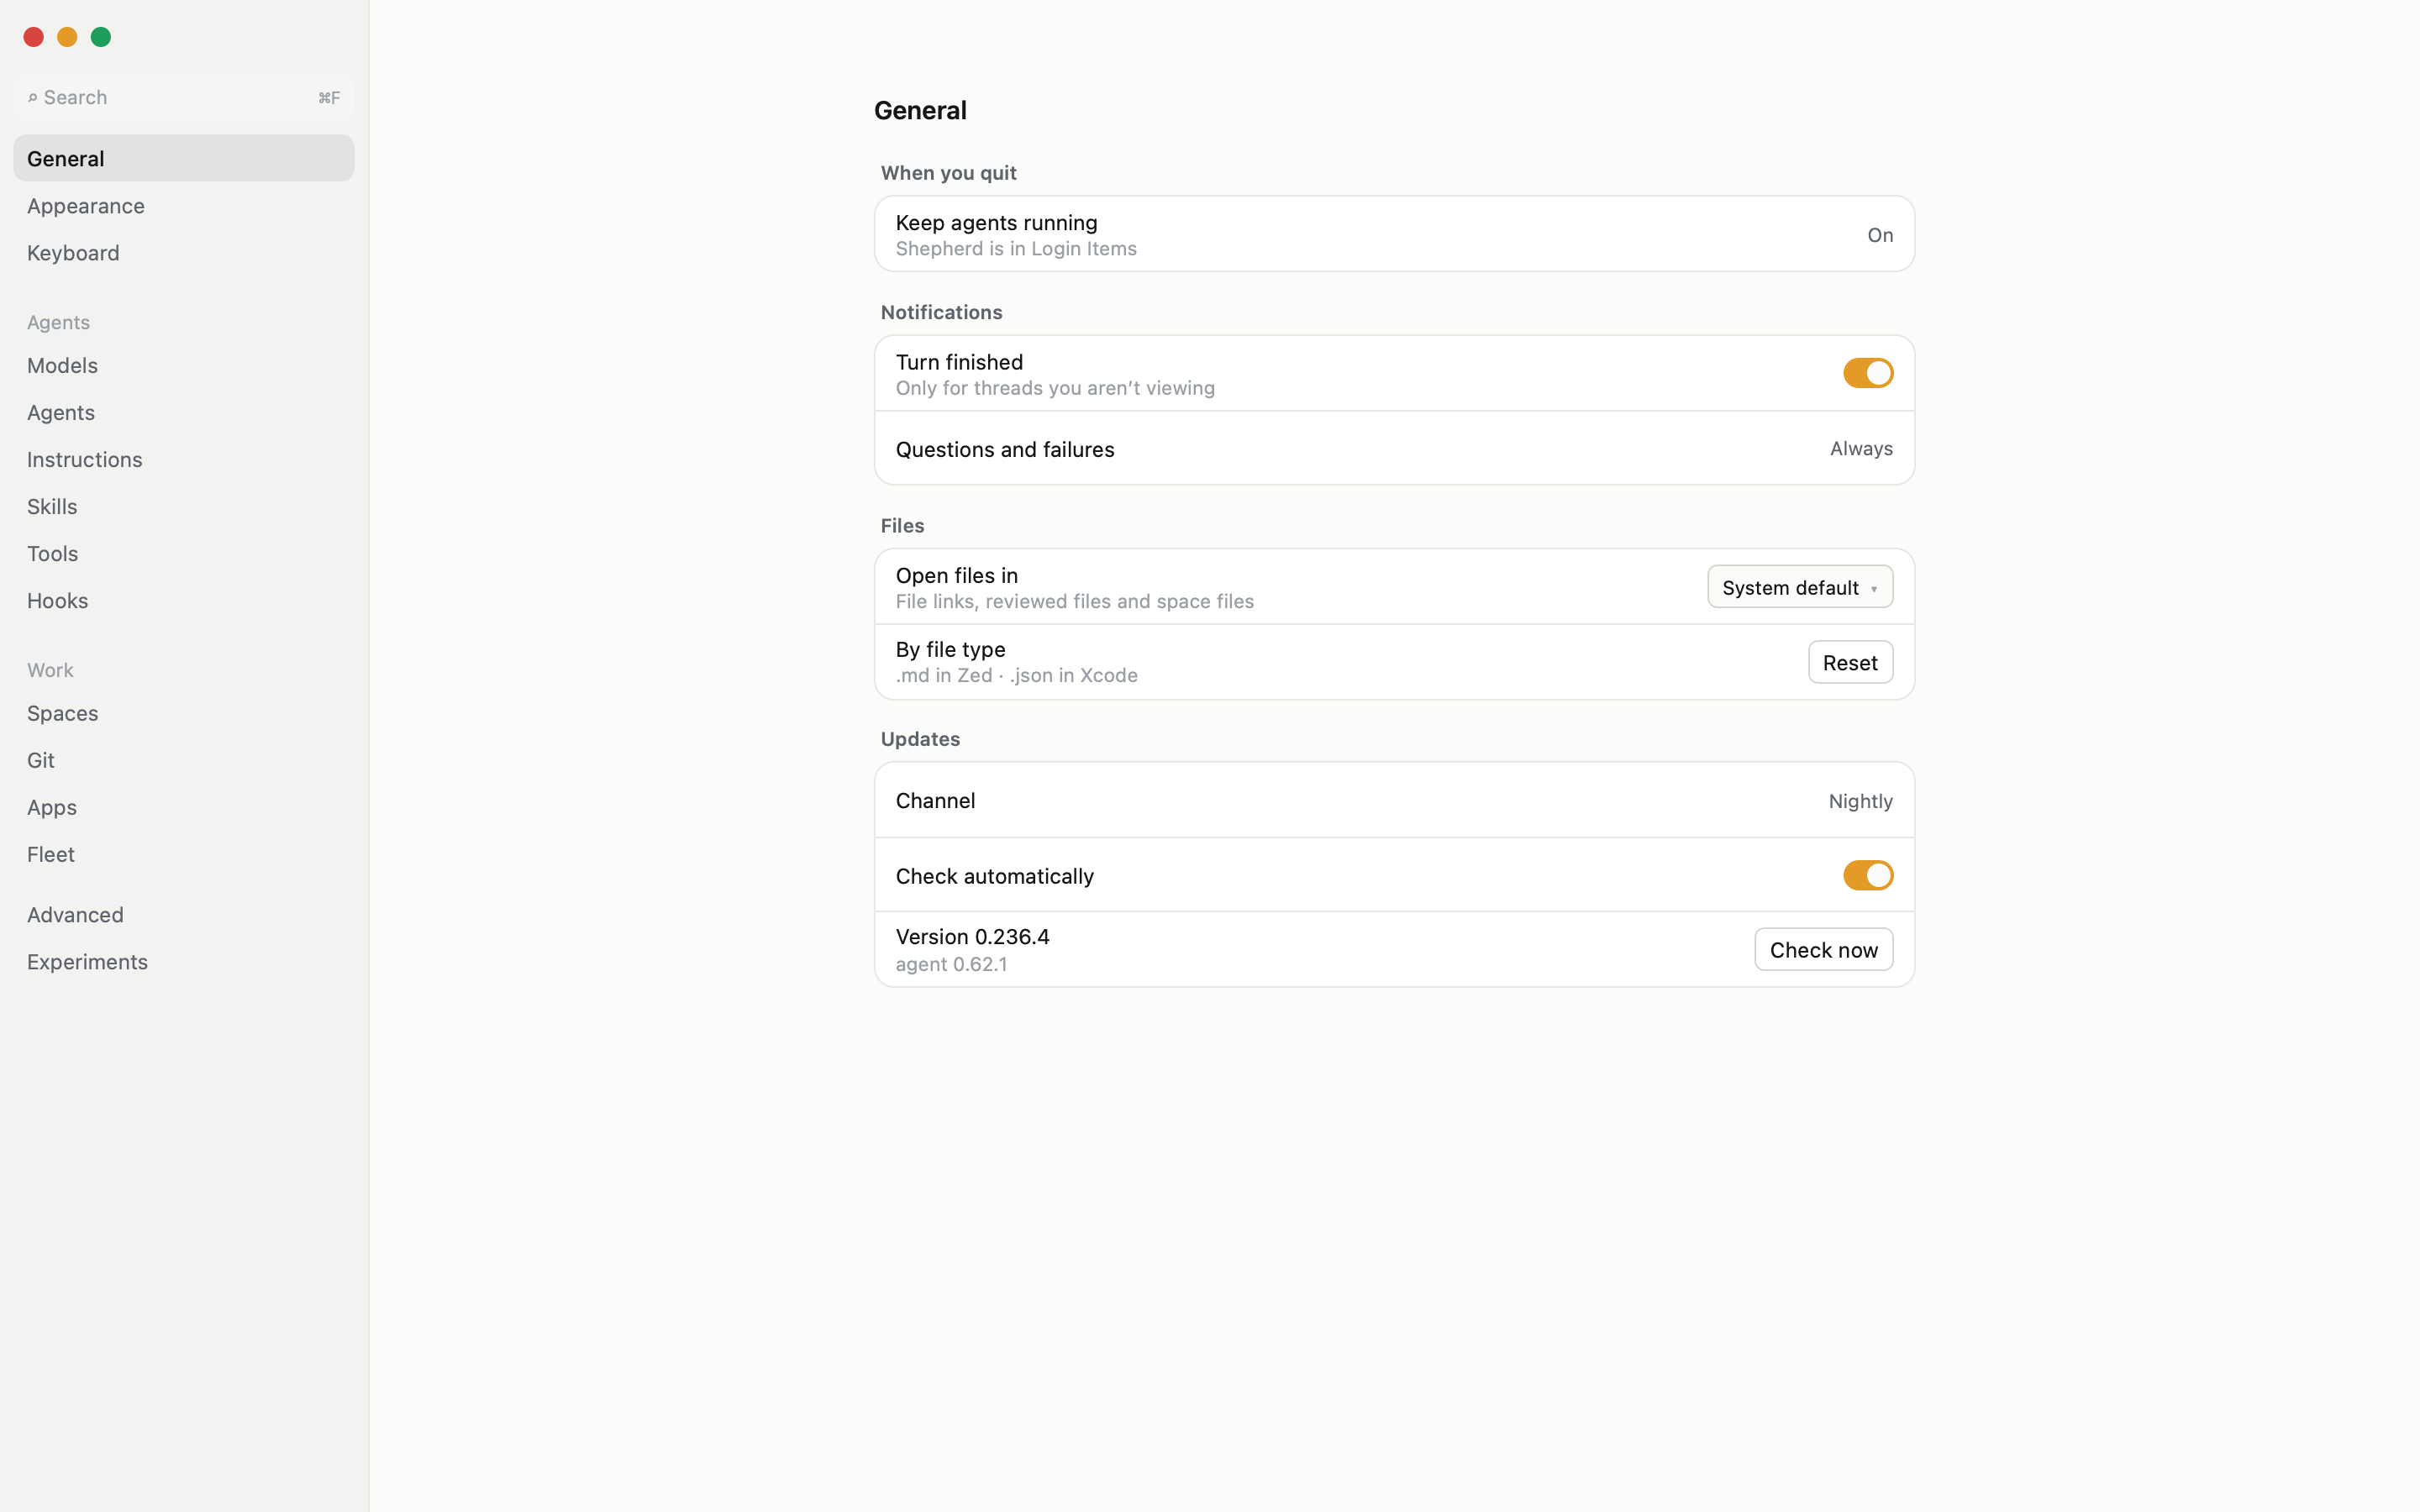 Search ⌘F
General
Appearance
Keyboard
Agents
Models
Agents
Instructions
Skills
Tools
Hooks
Work
Spaces
Git
Apps
Fleet
Advanced
Experiments
General
When you quit
Keep agents running
Shepherd is in Login Items
On
Notifications
Turn finished
Only for threads you aren’t viewing
Questions and failures
Always
Files
Open files in
File links, reviewed files and space files
System default
By file type
.md in Zed · .json in Xcode
Reset
Updates
Channel
Nightly
Check automatically
Version 0.236.4
agent 0.62.1
Check now